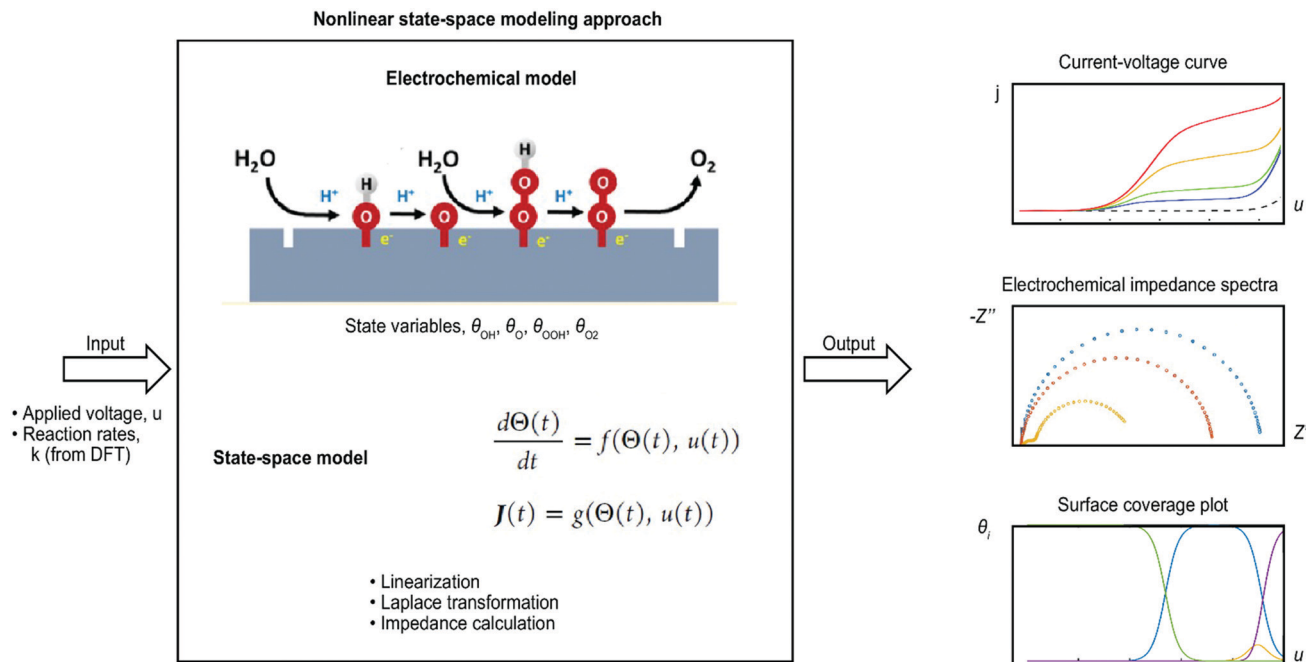 Nonlinear state-space modeling approach
Electrochemical model
H₂O
H
H⁺
O
e⁻
H⁺
O
e⁻
H₂O
H⁺
H
O
O
e⁻
H⁺
O
O
e⁻
O₂
State variables, θ_OH, θ_O, θ_OOH, θ_O2
State-space model
dΘ(t)/dt = f(Θ(t), u(t))
J(t) = g(Θ(t), u(t))
• Linearization
• Laplace transformation
• Impedance calculation
Input
• Applied voltage, u
• Reaction rates,
k (from DFT)
Output
Current-voltage curve
j
u
Electrochemical impedance spectra
-Z''
Z'
Surface coverage plot
θᵢ
u